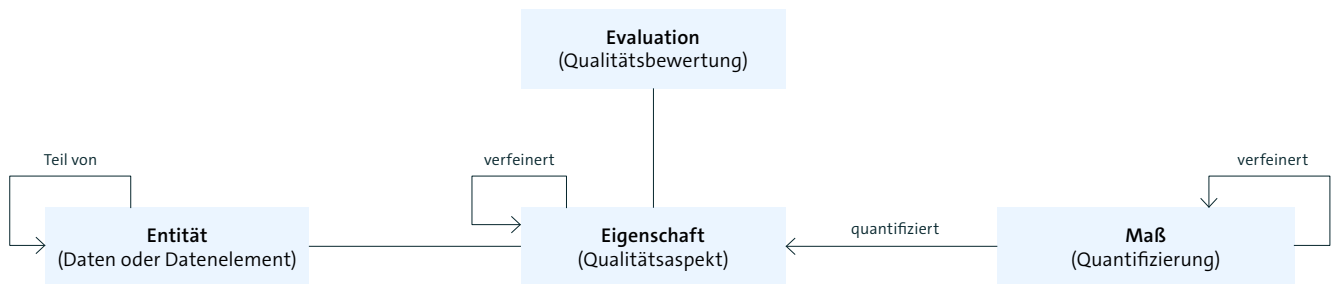 Evaluation
(Qualitätsbewertung)
Teil von
verfeinert
verfeinert
Entität
(Daten oder Datenelement)
Eigenschaft
(Qualitätsaspekt)
quantifiziert
Maß
(Quantifizierung)